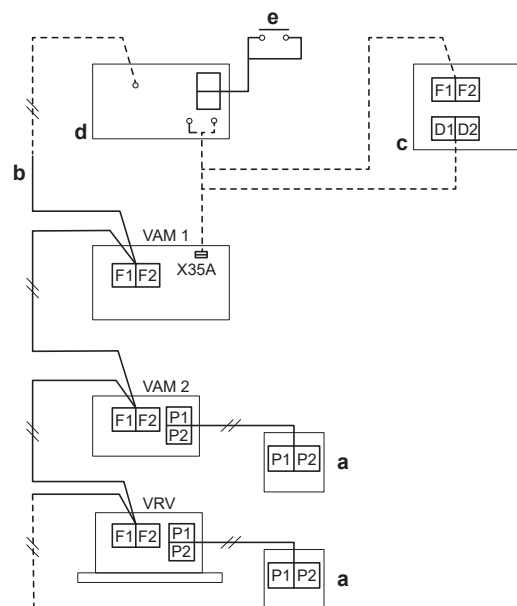 e
F1 F2
d
D1 D2
c
b
VAM 1
F1 F2
X35A
VAM 2
F1 F2
P1
P2
P1 P2
a
VRV
F1 F2
P1
P2
P1 P2
a